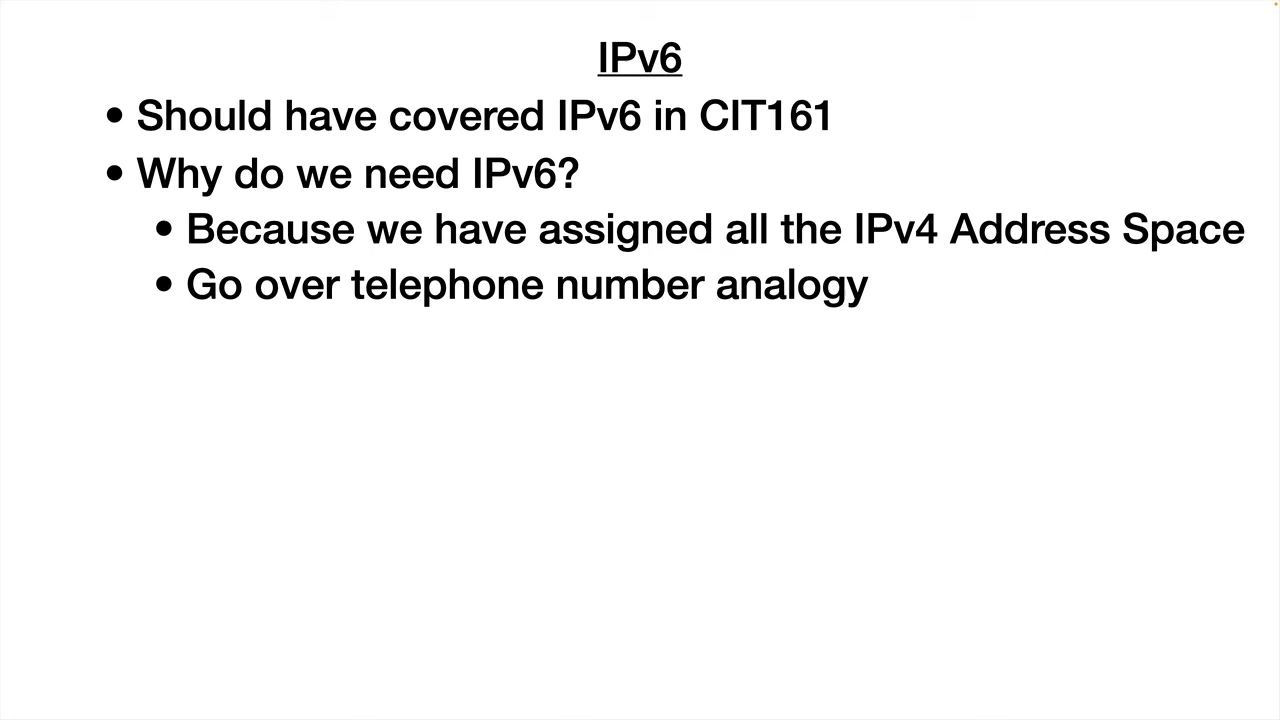 IPv6
• Should have covered IPv6 in CIT161
• Why do we need IPv6?
• Because we have assigned all the IPv4 Address Space
• Go over telephone number analogy